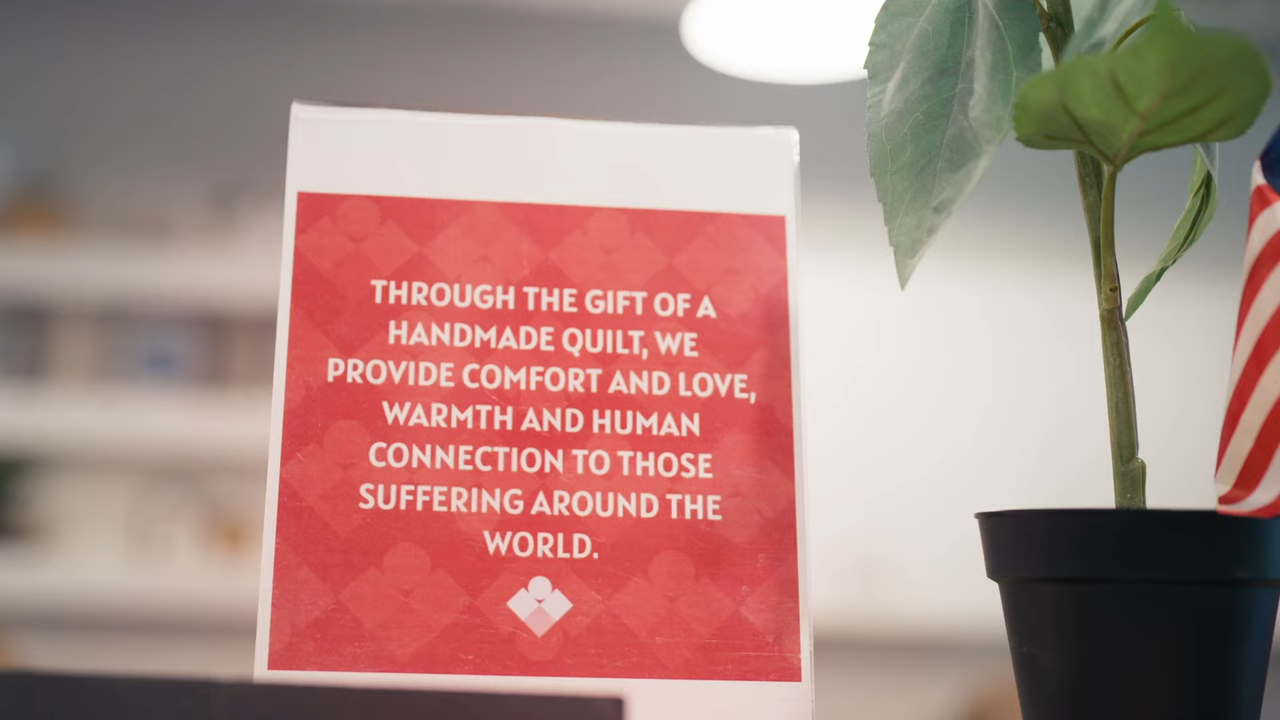 THROUGH THE GIFT OF A
HANDMADE QUILT, WE
PROVIDE COMFORT AND LOVE,
WARMTH AND HUMAN
CONNECTION TO THOSE
SUFFERING AROUND THE
WORLD.